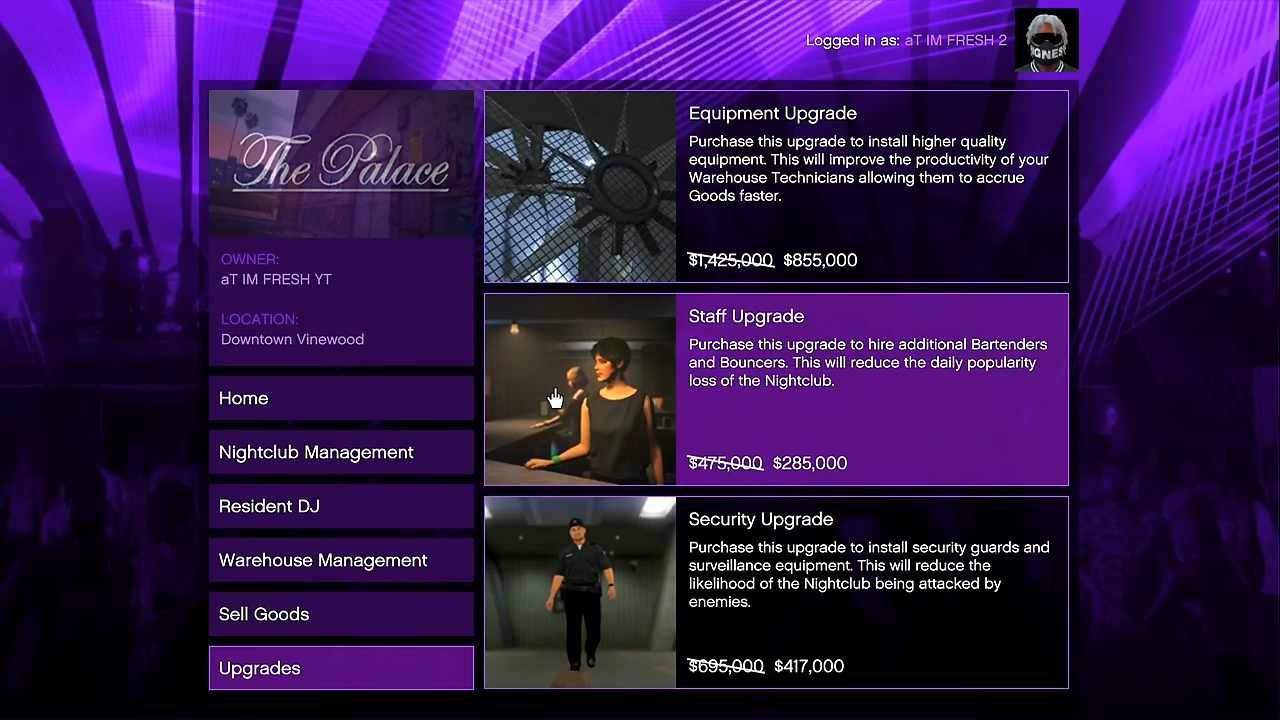 Logged in as: aT IM FRESH 2
The Palace
OWNER:
aT IM FRESH YT
LOCATION:
Downtown Vinewood
Home
Nightclub Management
Resident DJ
Warehouse Management
Sell Goods
Upgrades
Equipment Upgrade
Purchase this upgrade to install higher quality
equipment. This will improve the productivity of your
Warehouse Technicians allowing them to accrue
Goods faster.
$1,425,000 $855,000
Staff Upgrade
Purchase this upgrade to hire additional Bartenders
and Bouncers. This will reduce the daily popularity
loss of the Nightclub.
$475,000 $285,000
Security Upgrade
Purchase this upgrade to install security guards and
surveillance equipment. This will reduce the
likelihood of the Nightclub being attacked by
enemies.
$695,000 $417,000